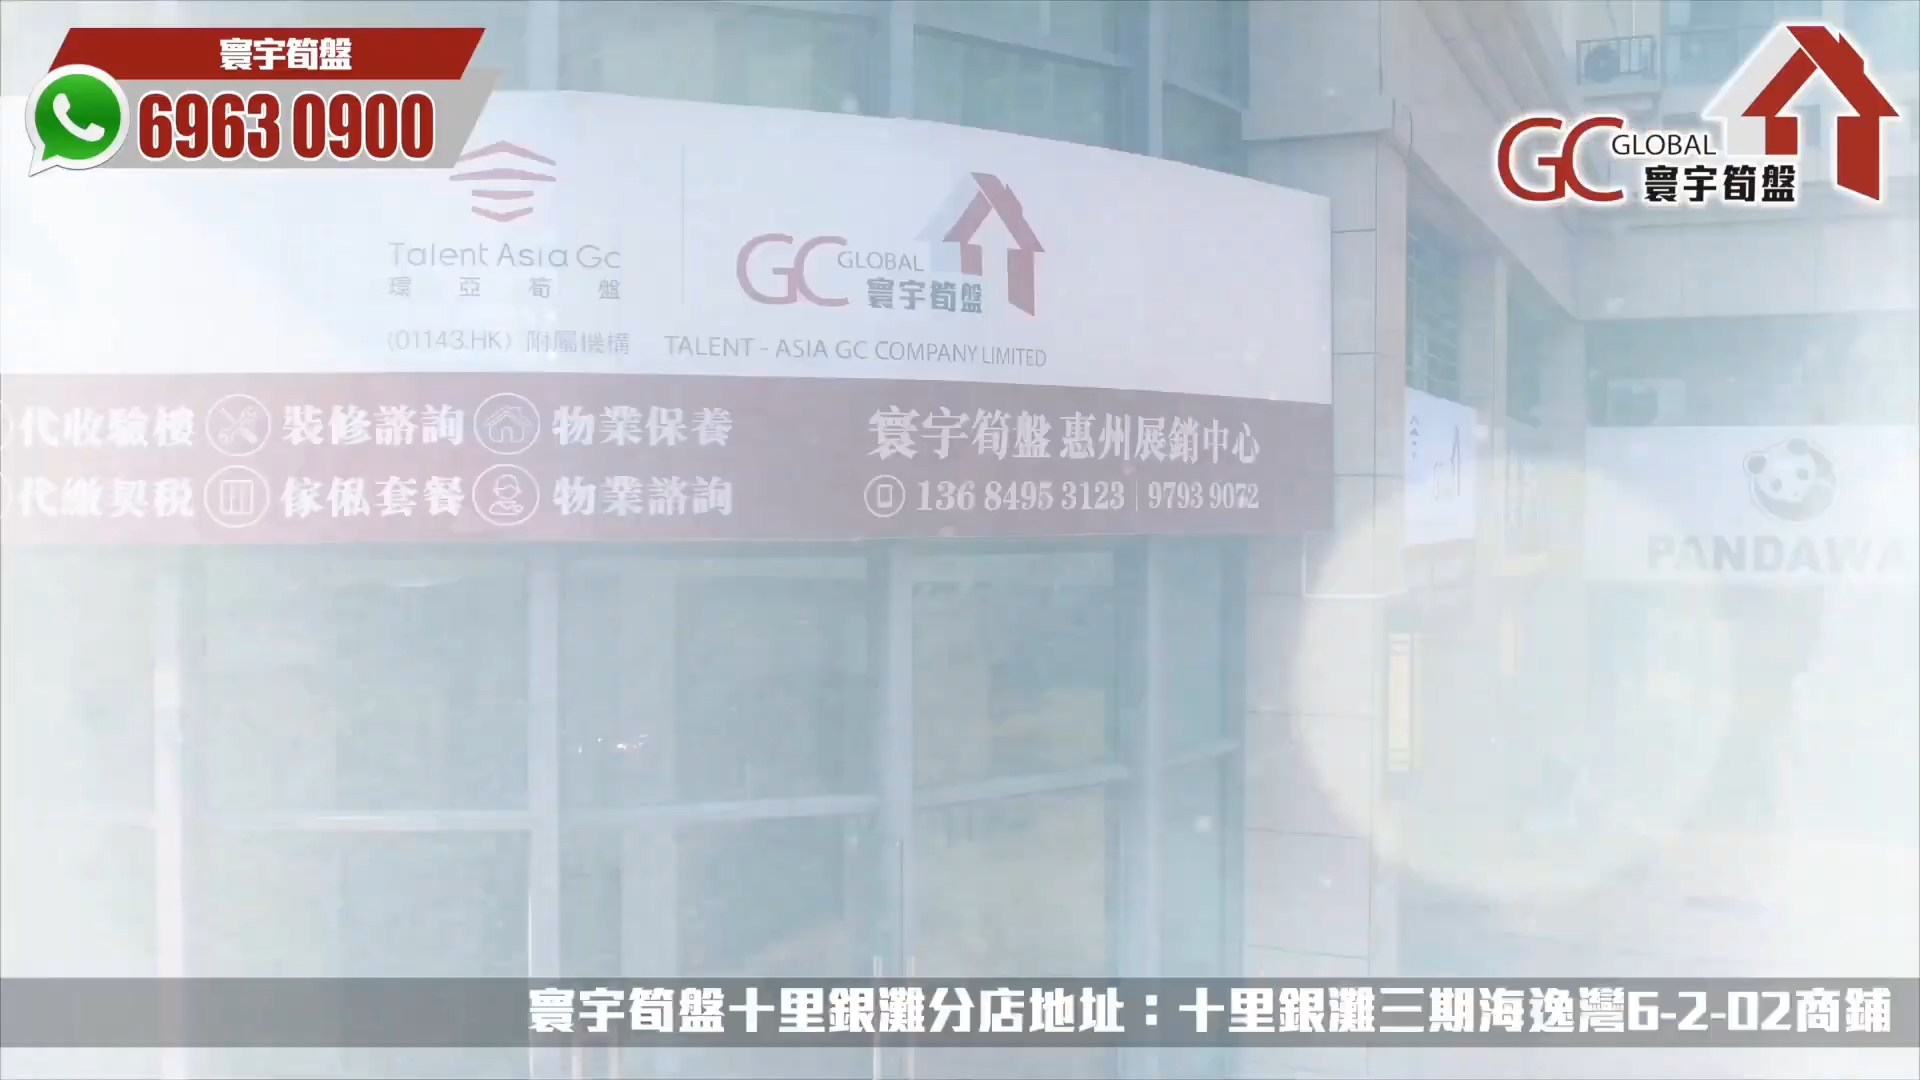 寰宇筍盤
6963 0900
GC GLOBAL
寰宇筍盤
Talent Asia Gc
環亞筍盤
(01143.HK) 附屬機構
GC GLOBAL
寰宇筍盤
TALENT - ASIA GC COMPANY LIMITED
代收驗樓 裝修諮詢 物業保養
代繳契税 傢俬套餐 物業諮詢
寰宇筍盤 惠州展銷中心
136 8495 3123 | 9793 9072
PANDAWA
寰宇筍盤十里銀灘分店地址：十里銀灘三期海逸灣6-2-02商鋪